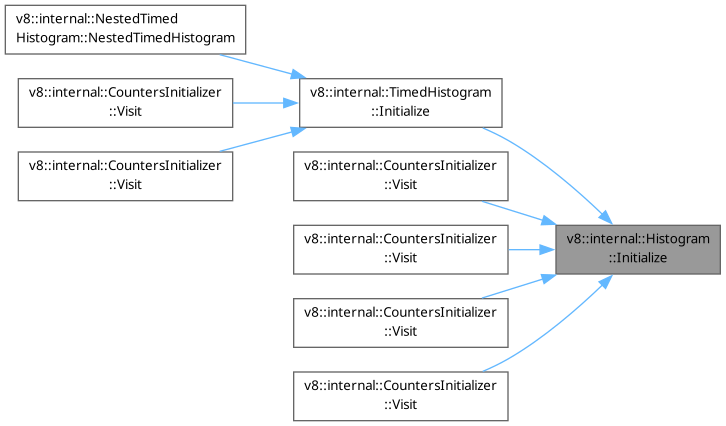 v8::internal::NestedTimed
Histogram::NestedTimedHistogram
v8::internal::CountersInitializer
::Visit
v8::internal::CountersInitializer
::Visit
v8::internal::TimedHistogram
::Initialize
v8::internal::CountersInitializer
::Visit
v8::internal::CountersInitializer
::Visit
v8::internal::CountersInitializer
::Visit
v8::internal::CountersInitializer
::Visit
v8::internal::Histogram
::Initialize